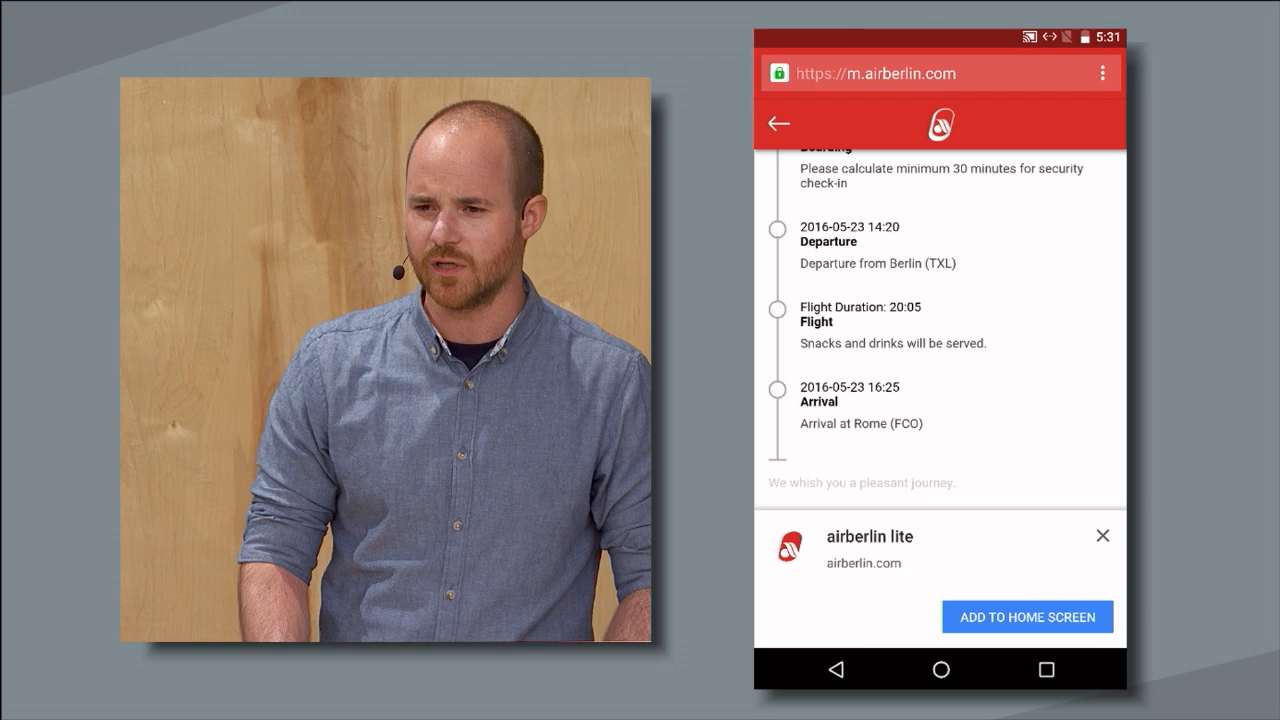 5:31
https://m.airberlin.com
Boarding
Please calculate minimum 30 minutes for security
check-in
2016-05-23 14:20
Departure
Departure from Berlin (TXL)
Flight Duration: 20:05
Flight
Snacks and drinks will be served.
2016-05-23 16:25
Arrival
Arrival at Rome (FCO)
We whish you a pleasant journey.
airberlin lite
airberlin.com
ADD TO HOME SCREEN